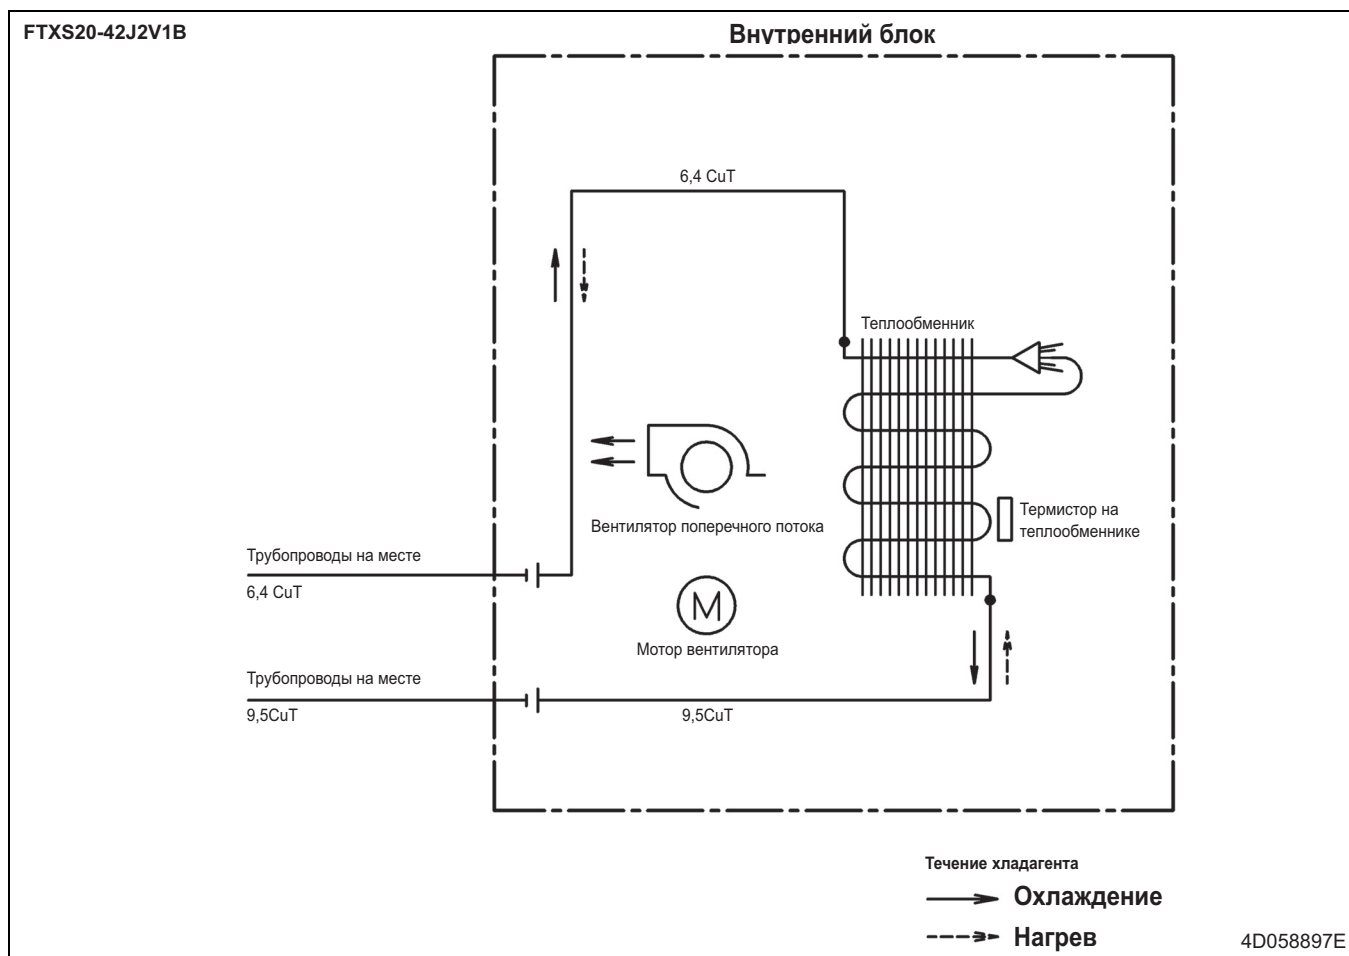 FTXS20-42J2V1B
Внутренний блок
6,4 CuT
Теплообменник
Термистор на
теплообменнике
Вентилятор поперечного потока
Трубопроводы на месте
6,4 CuT
M
Мотор вентилятора
Трубопроводы на месте
9,5CuT
9,5CuT
Течение хладагента
Охлаждение
Нагрев
4D058897E